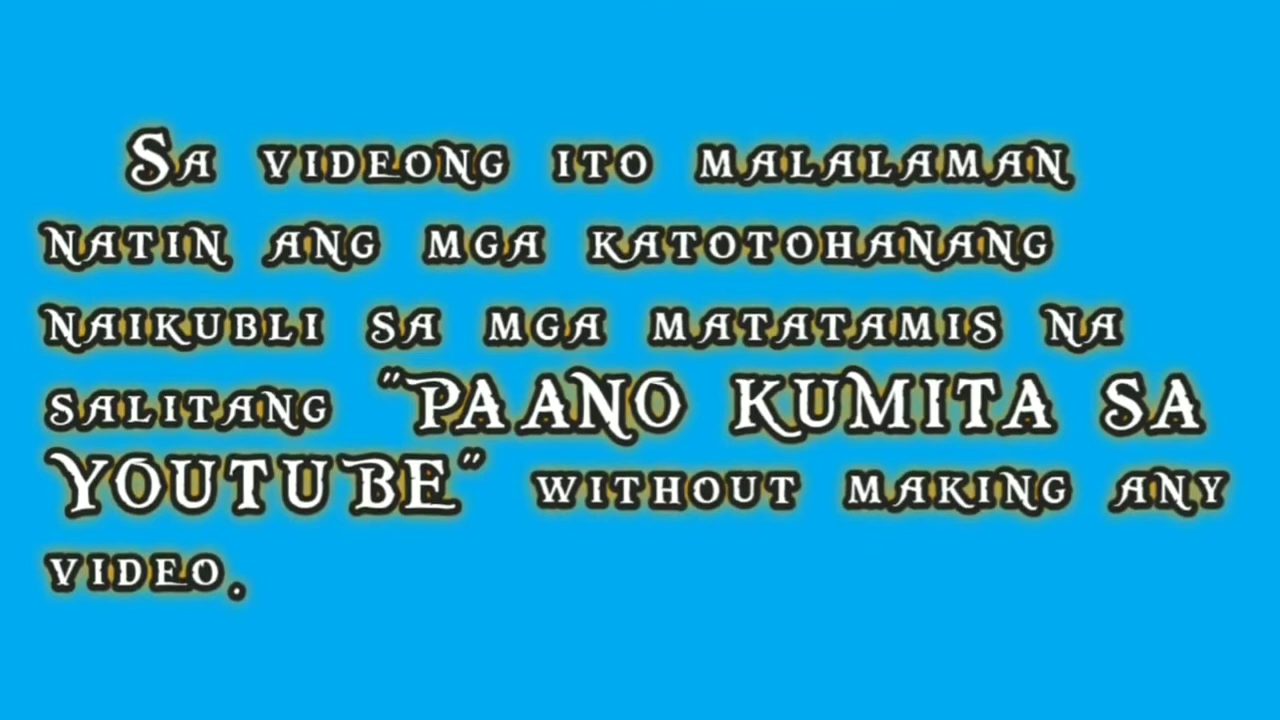 Sa videong ito malalaman
natin ang mga katotohanang
naikubli sa mga matatamis na
salitang "PAANO KUMITA SA
YOUTUBE" without making any
video.